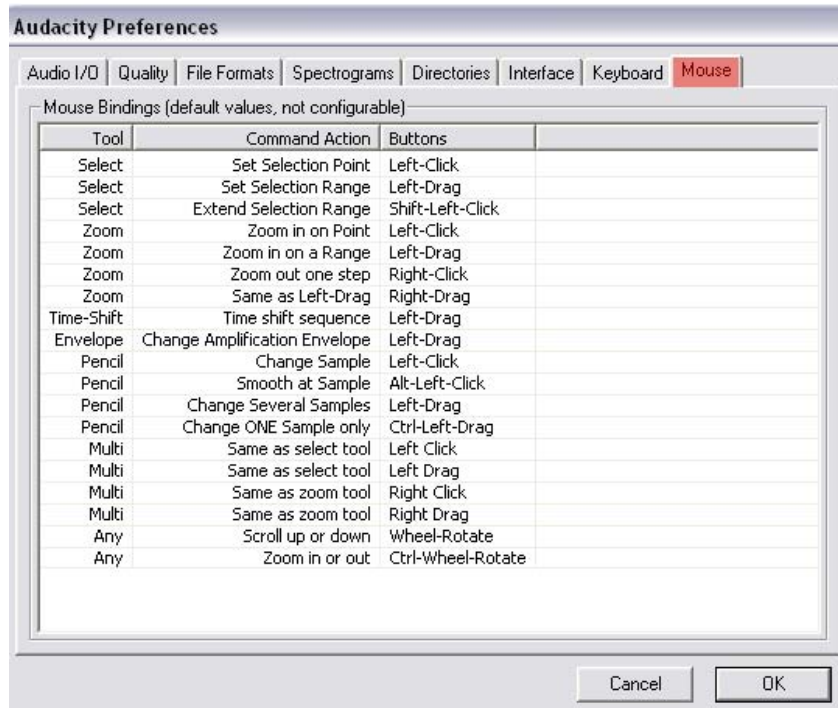 Audacity Preferences
Audio I/O Quality File Formats Spectrograms Directories Interface Keyboard Mouse
Mouse Bindings (default values, not configurable)
Tool Command Action Buttons
Select Set Selection Point Left-Click
Select Set Selection Range Left-Drag
Select Extend Selection Range Shift-Left-Click
Zoom Zoom in on Point Left-Click
Zoom Zoom in on a Range Left-Drag
Zoom Zoom out one step Right-Click
Zoom Same as Left-Drag Right-Drag
Time-Shift Time shift sequence Left-Drag
Envelope Change Amplification Envelope Left-Drag
Pencil Change Sample Left-Click
Pencil Smooth at Sample Alt-Left-Click
Pencil Change Several Samples Left-Drag
Pencil Change ONE Sample only Ctrl-Left-Drag
Multi Same as select tool Left Click
Multi Same as select tool Left Drag
Multi Same as zoom tool Right Click
Multi Same as zoom tool Right Drag
Any Scroll up or down Wheel-Rotate
Any Zoom in or out Ctrl-Wheel-Rotate
Cancel OK